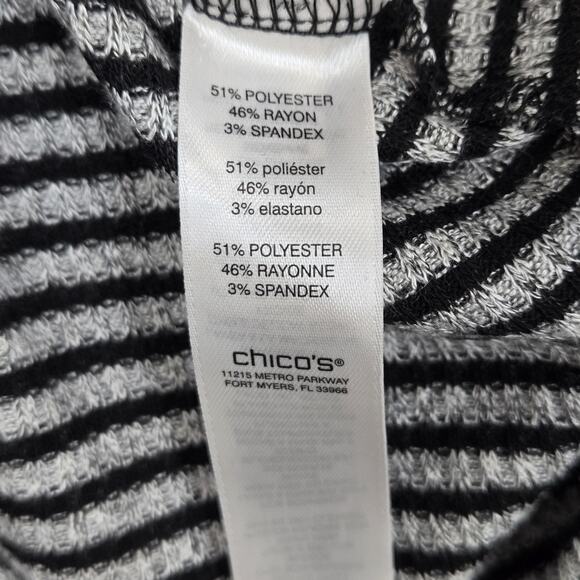 51% POLYESTER
46% RAYON
3% SPANDEX
51% poliéster
46% rayón
3% elastano
51% POLYESTER
46% RAYONNE
3% SPANDEX
chico's®
11215 METRO PARKWAY
FORT MYERS, FL 33966